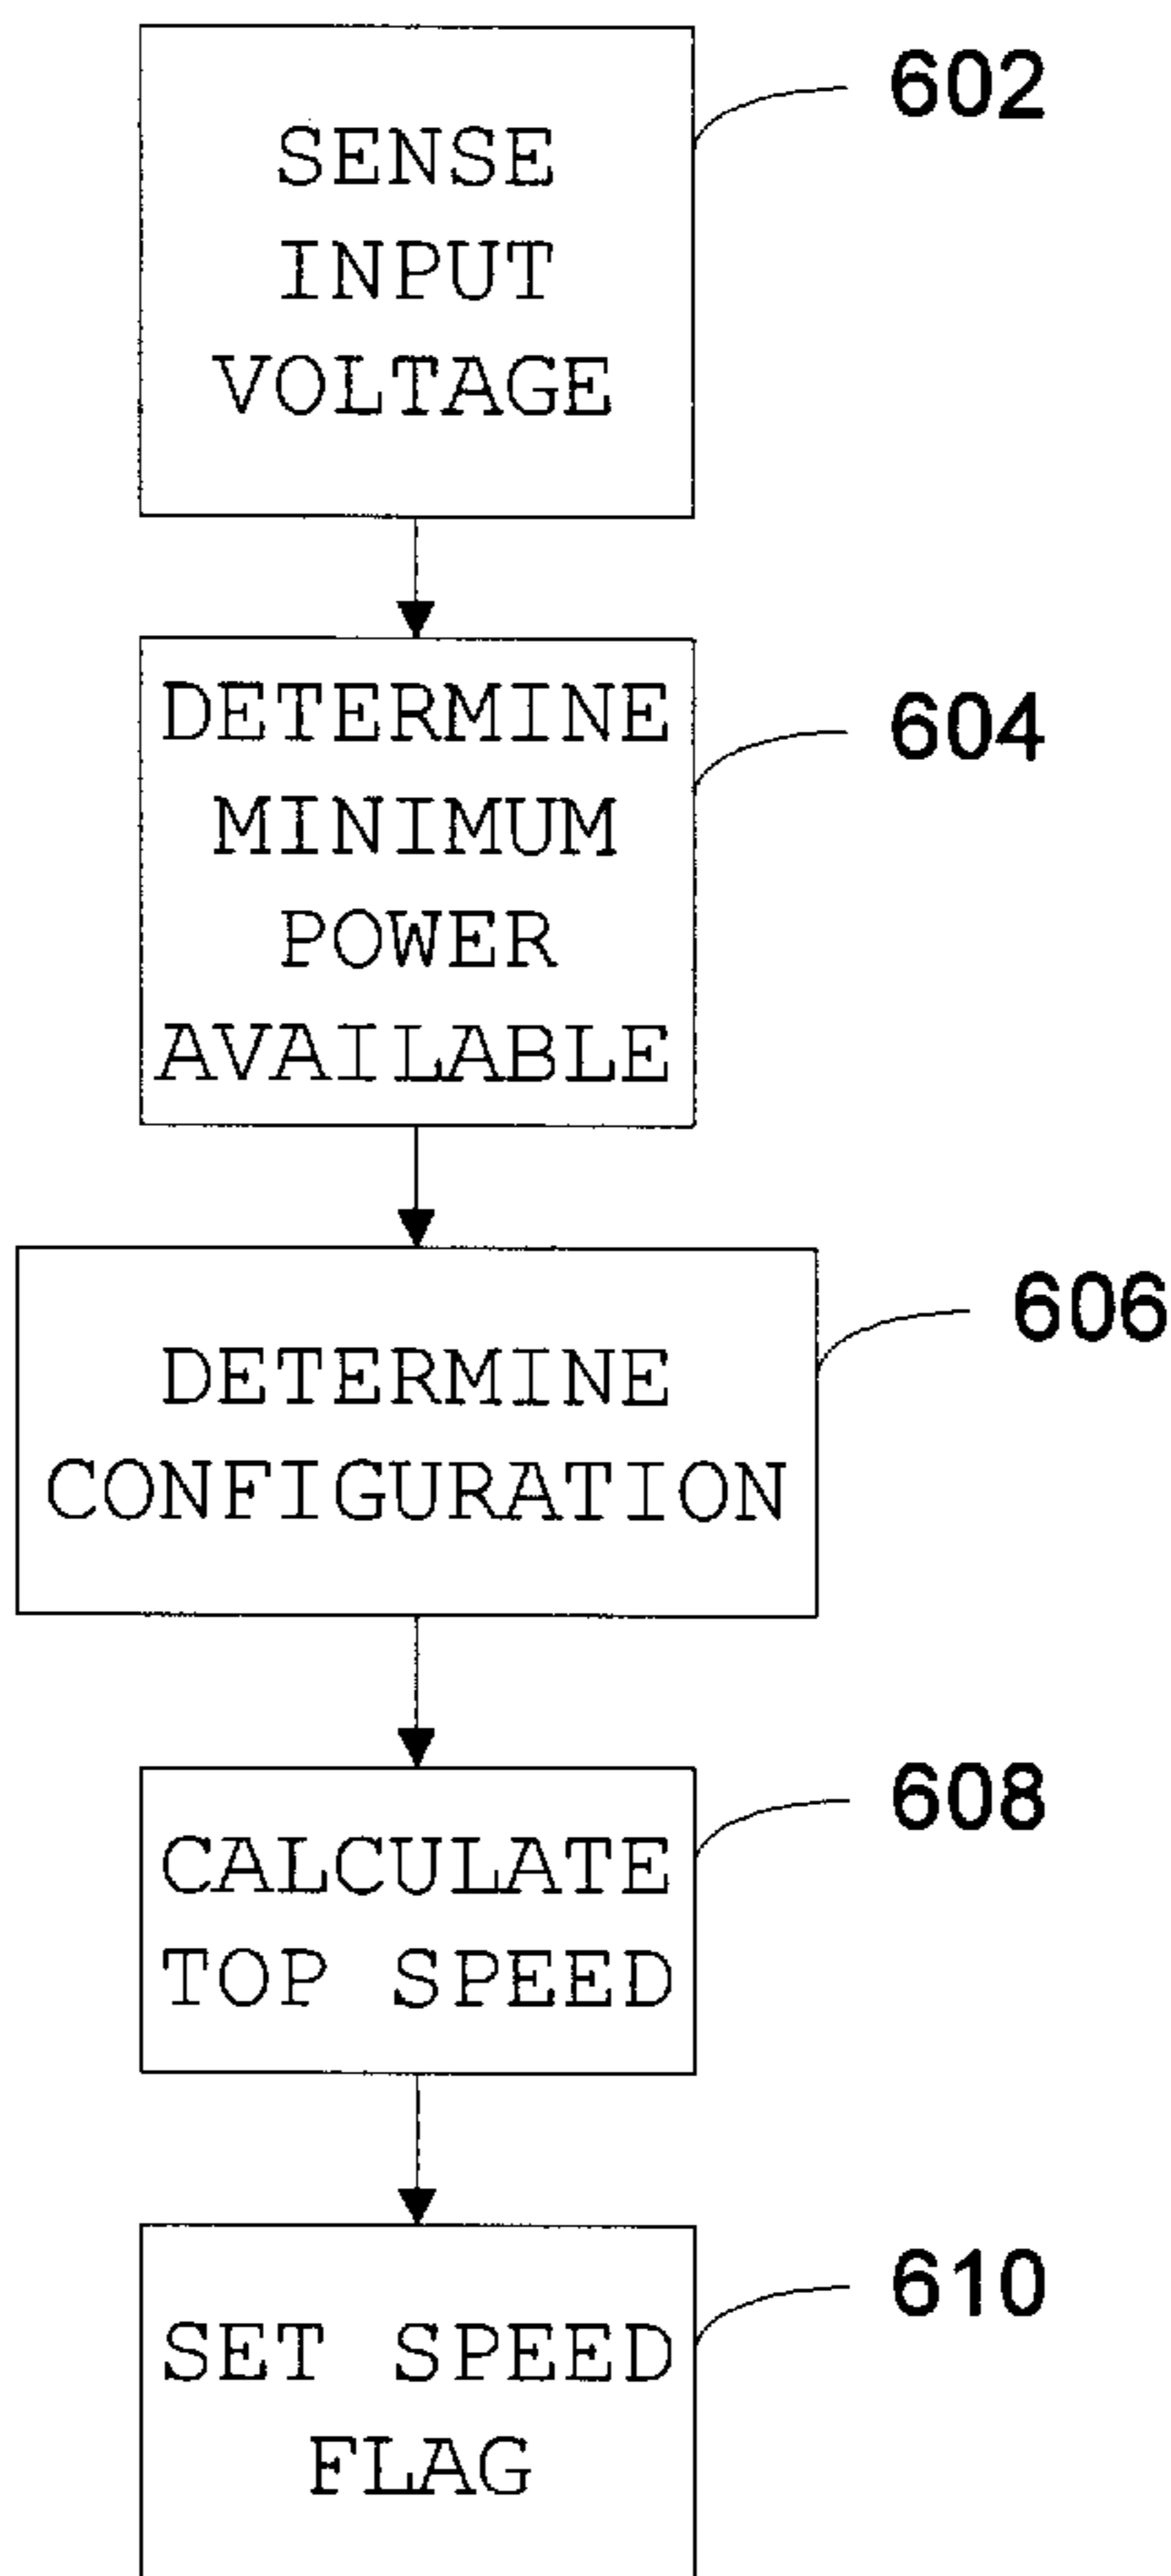 SENSE
INPUT
VOLTAGE
602
DETERMINE
MINIMUM
POWER
AVAILABLE
604
DETERMINE
CONFIGURATION
606
CALCULATE
TOP SPEED
608
SET SPEED
FLAG
610